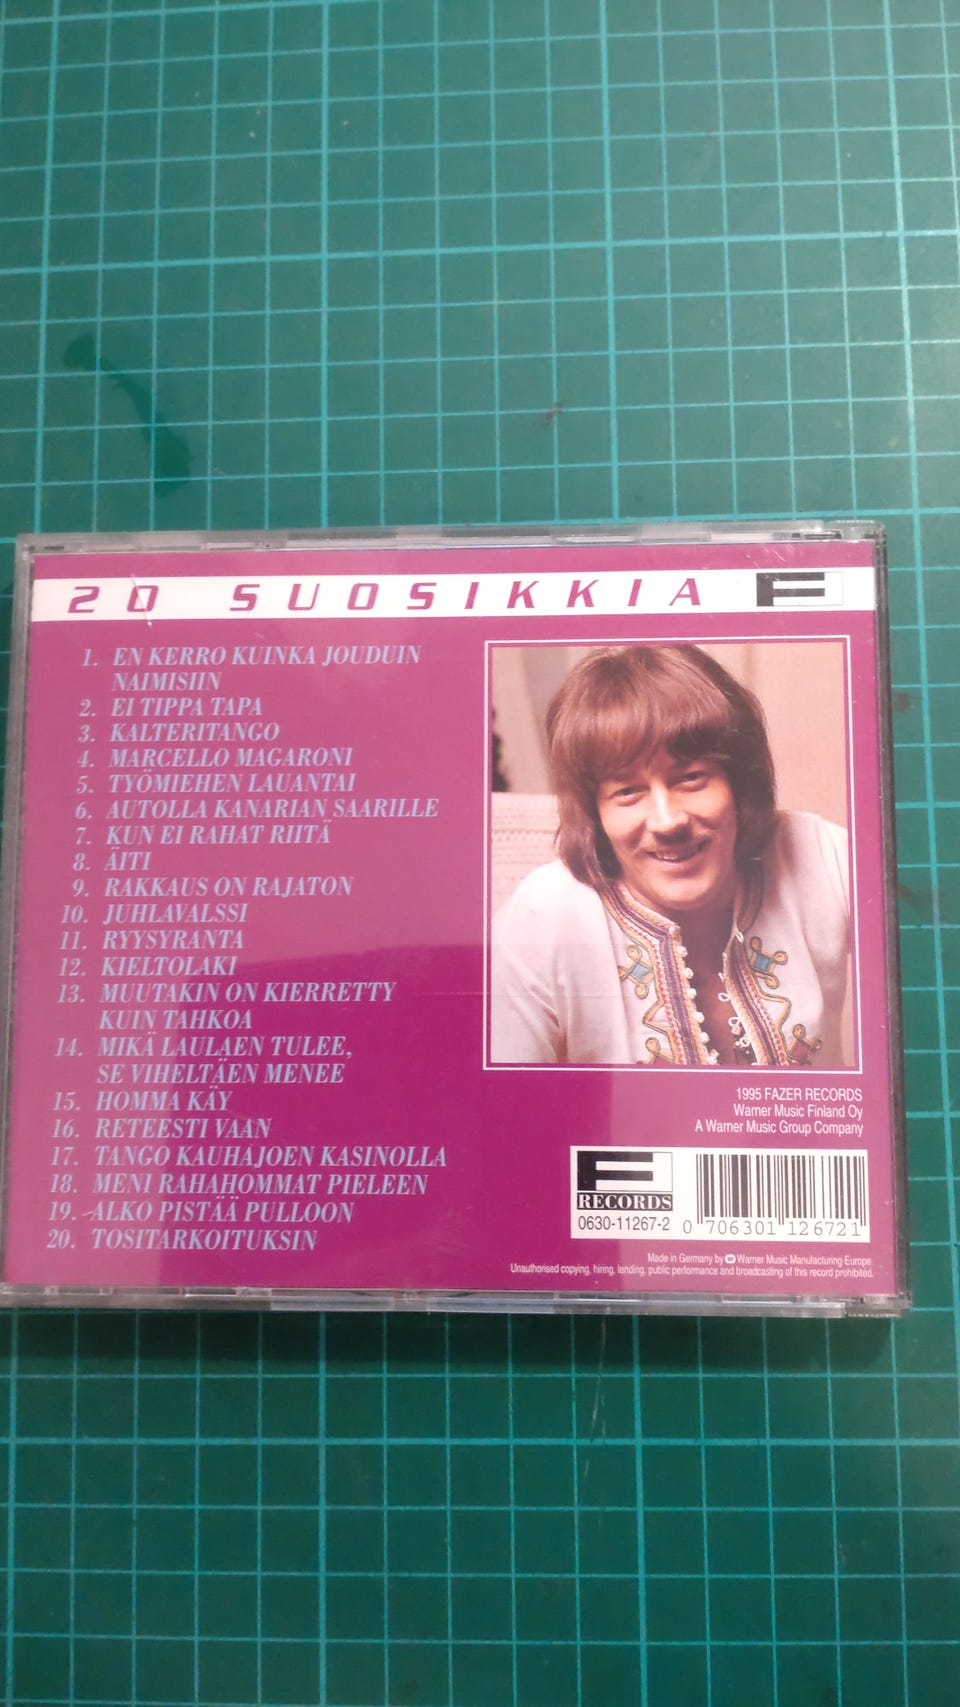 20 SUOSIKKIA F
1. EN KERRO KUINKA JOUDUIN
NAIMISIIN
2. EI TIPPA TAPA
3. KALTERITANGO
4. MARCELLO MAGARONI
5. TYÖMIEHEN LAUANTAI
6. AUTOLLA KANARIAN SAARILLE
7. KUN EI RAHAT RIITÄ
8. ÄITI
9. RAKKAUS ON RAJATON
10. JUHLAVALSSI
11. RYYSYRANTA
12. KIELTOLAKI
13. MUUTAKIN ON KIERRETTY
KUIN TAHKOA
14. MIKÄ LAULAEN TULEE,
SE VIHELTÄEN MENEE
15. HOMMA KÄY
16. RETEESTI VAAN
17. TANGO KAUHAJOEN KASINOLLA
18. MENI RAHAHOMMAT PIELEEN
19. ALKO PISTÄÄ PULLOON
20. TOSITARKOITUKSIN
1995 FAZER RECORDS
Warner Music Finland Oy
A Warner Music Group Company
F
RECORDS
0630-11267-2
0 706301 126721
Made in Germany by Warner Music Manufacturing Europe
Unauthorised copying, hiring, lending, public performance and broadcasting of this record prohibited.